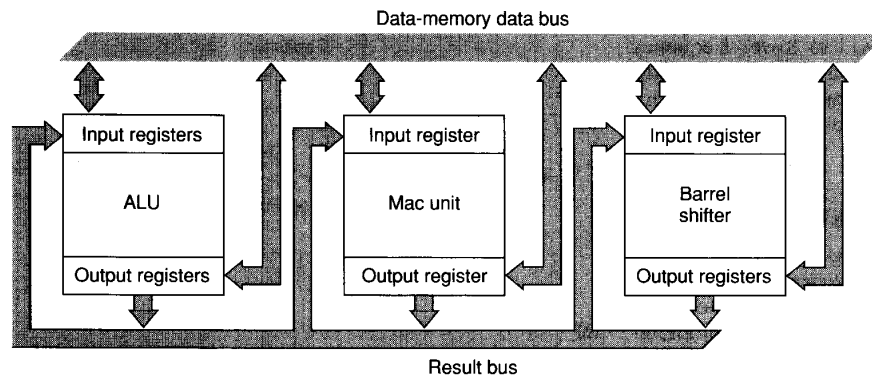 Data-memory data bus
Input registers
Input register
Input register
ALU
Mac unit
Barrel
shifter
Output registers
Output register
Output registers
Result bus